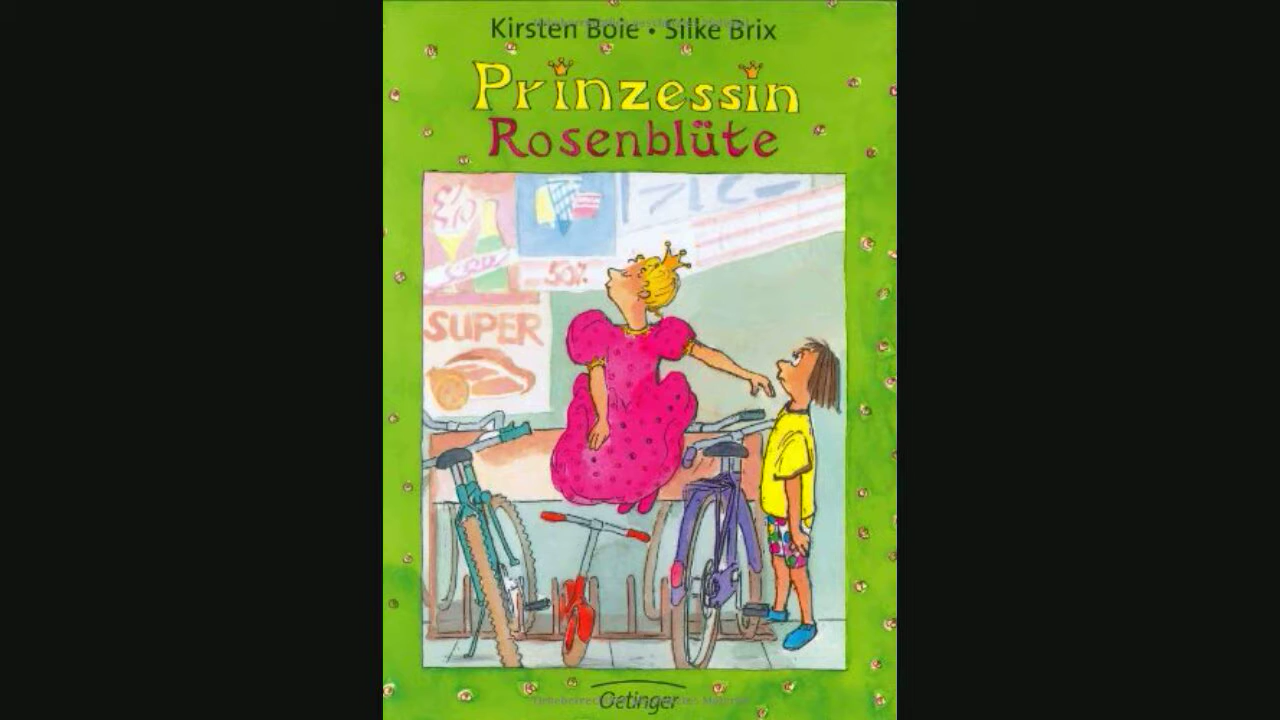 Kirsten Boie • Silke Brix
Prinzessin
Rosenblüte
50%
SUPER
Oetinger